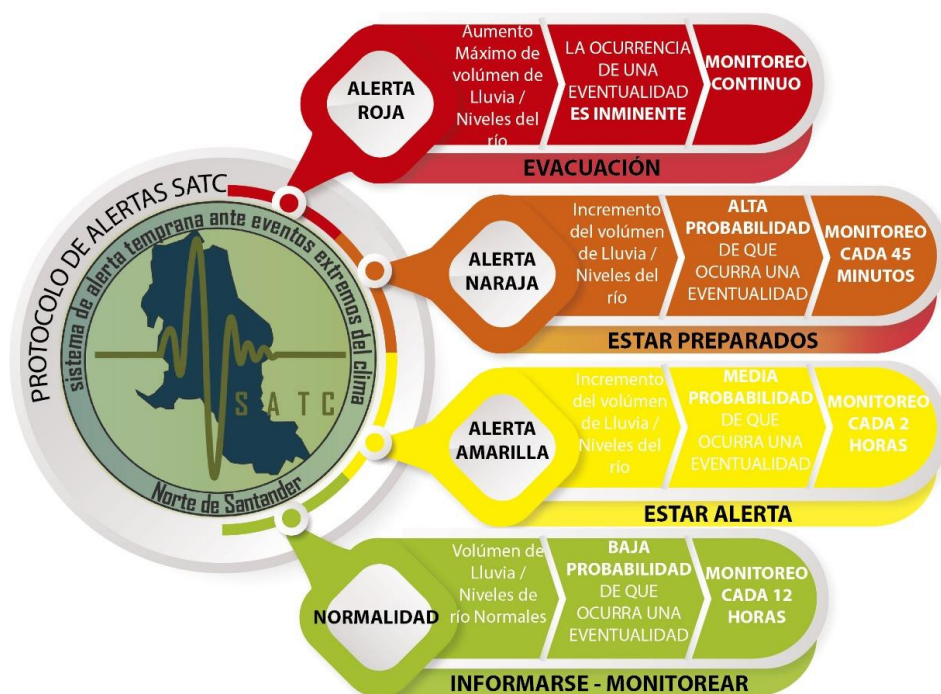 PROTOCOLO DE ALERTAS SATC
sistema de alerta temprana ante eventos extremos del clima
SATC
Norte de Santander
ALERTA
ROJA
Aumento
Máximo de
volúmen de
Lluvia /
Niveles del
río
LA OCURRENCIA
DE UNA
EVENTUALIDAD
ES INMINENTE
MONITOREO
CONTINUO
EVACUACIÓN
ALERTA
NARAJA
Incremento
del volúmen
de Lluvia /
Niveles del
río
ALTA
PROBABILIDAD
DE QUE
OCURRA UNA
EVENTUALIDAD
MONITOREO
CADA 45
MINUTOS
ESTAR PREPARADOS
ALERTA
AMARILLA
Incremento
del volúmen
de Lluvia /
Niveles del
río
MEDIA
PROBABILIDAD
DE QUE
OCURRA UNA
EVENTUALIDAD
MONITOREO
CADA 2
HORAS
ESTAR ALERTA
NORMALIDAD
Volúmen de
Lluvia /
Niveles de
río Normales
BAJA
PROBABILIDAD
DE QUE
OCURRA UNA
EVENTUALIDAD
MONITOREO
CADA 12
HORAS
INFORMARSE - MONITOREAR